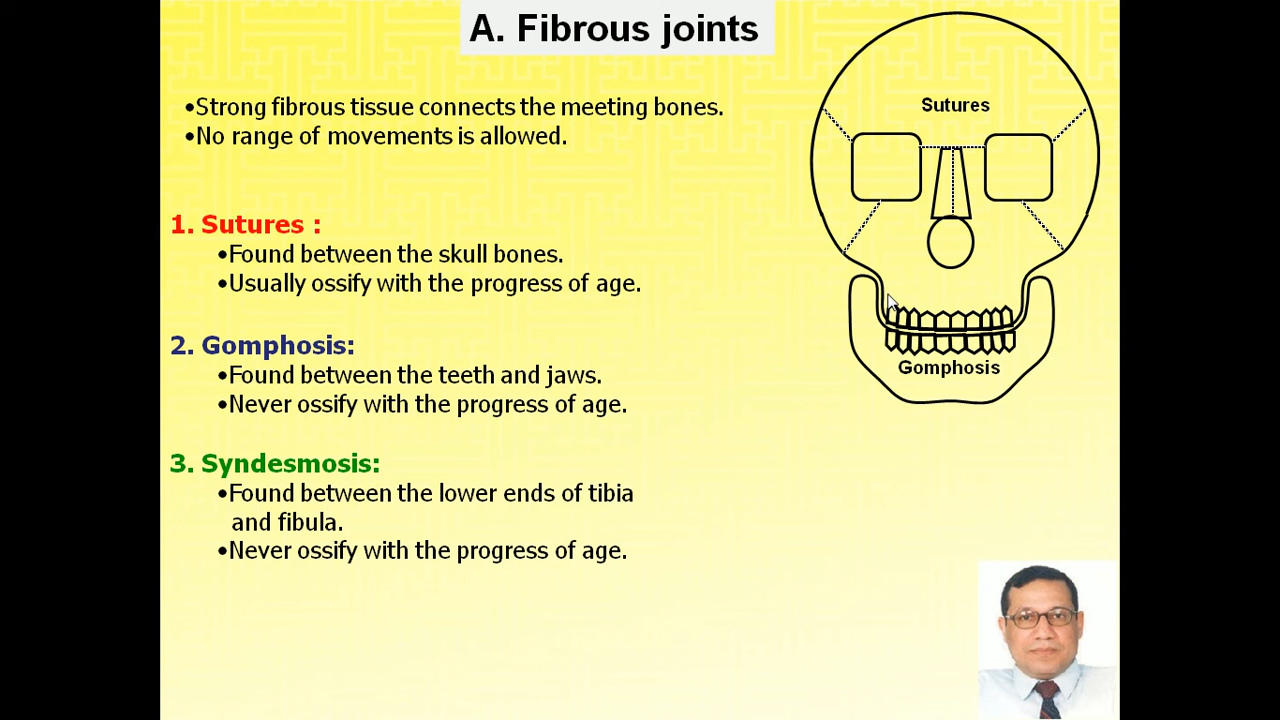 A. Fibrous joints
•Strong fibrous tissue connects the meeting bones.
•No range of movements is allowed.
1. Sutures :
•Found between the skull bones.
•Usually ossify with the progress of age.
2. Gomphosis:
•Found between the teeth and jaws.
•Never ossify with the progress of age.
3. Syndesmosis:
•Found between the lower ends of tibia
and fibula.
•Never ossify with the progress of age.
Sutures
Gomphosis